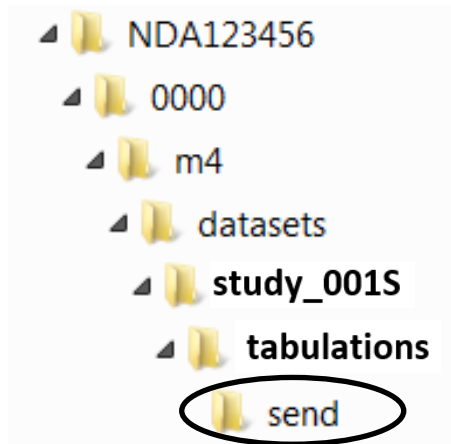 NDA123456
0000
m4
datasets
study_001S
tabulations
send